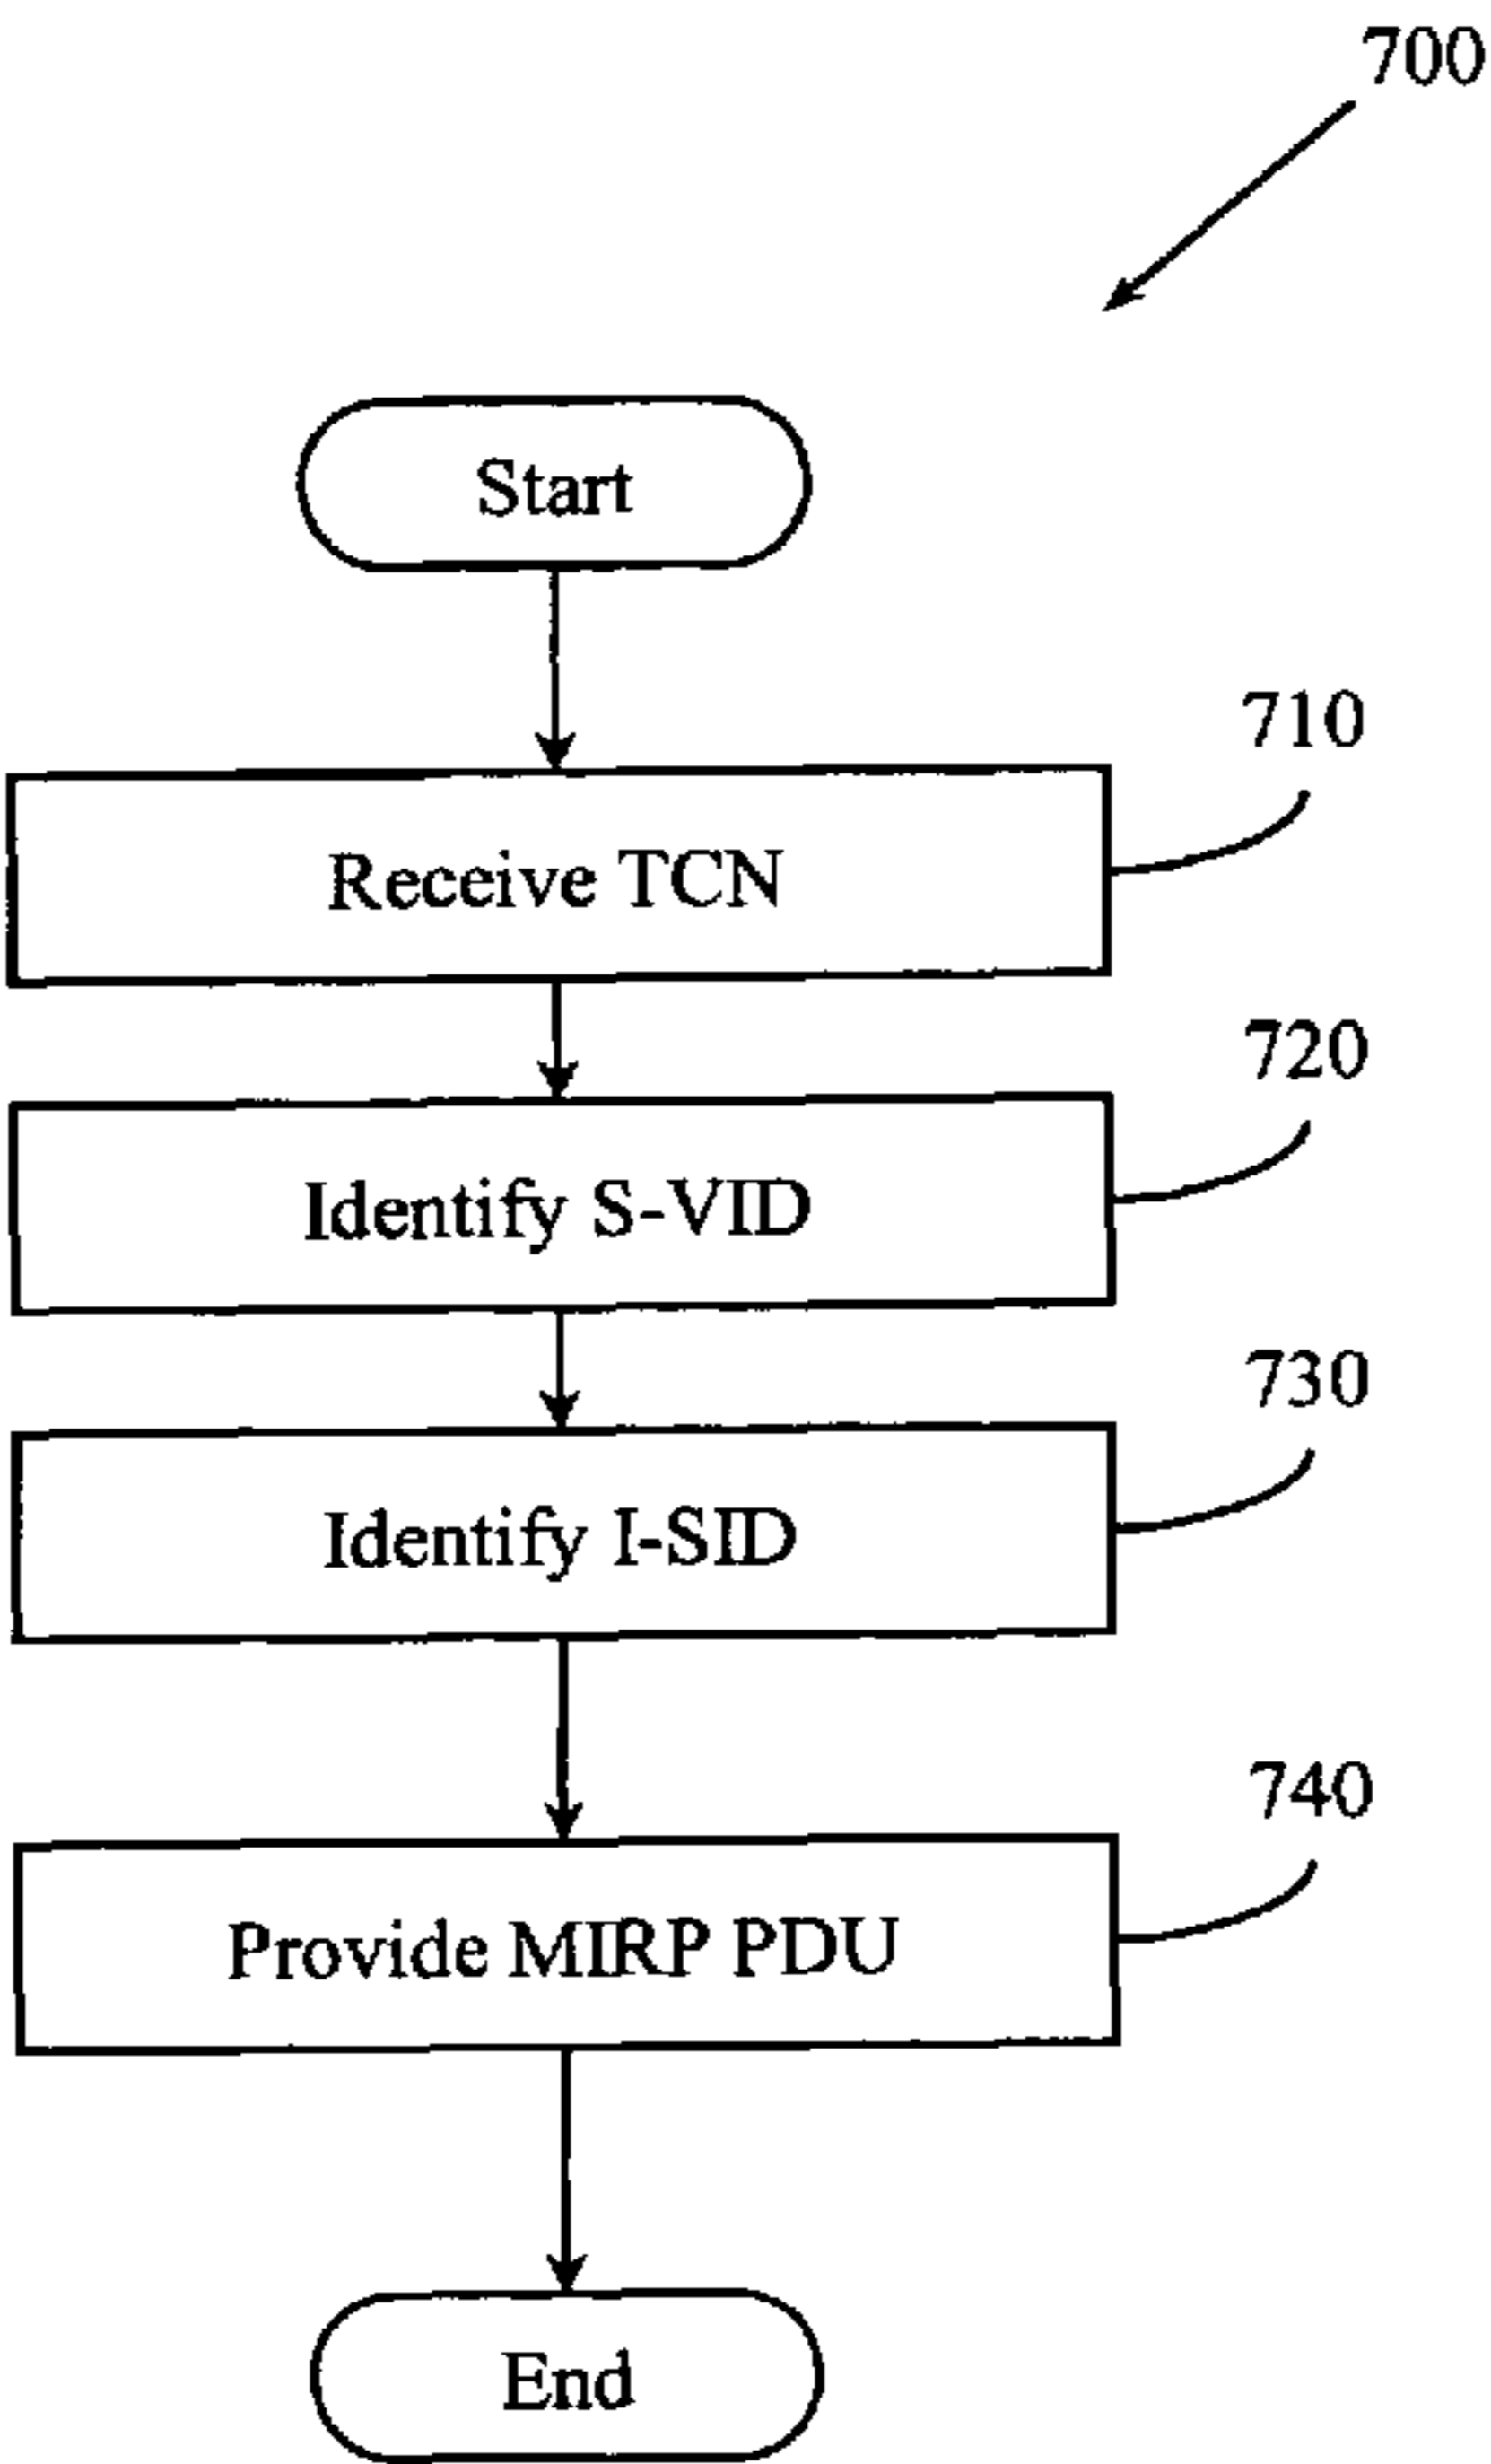 700
Start
710
Receive TCN
720
Identify S-VID
730
Identify I-SID
740
Provide MIRP PDU
End